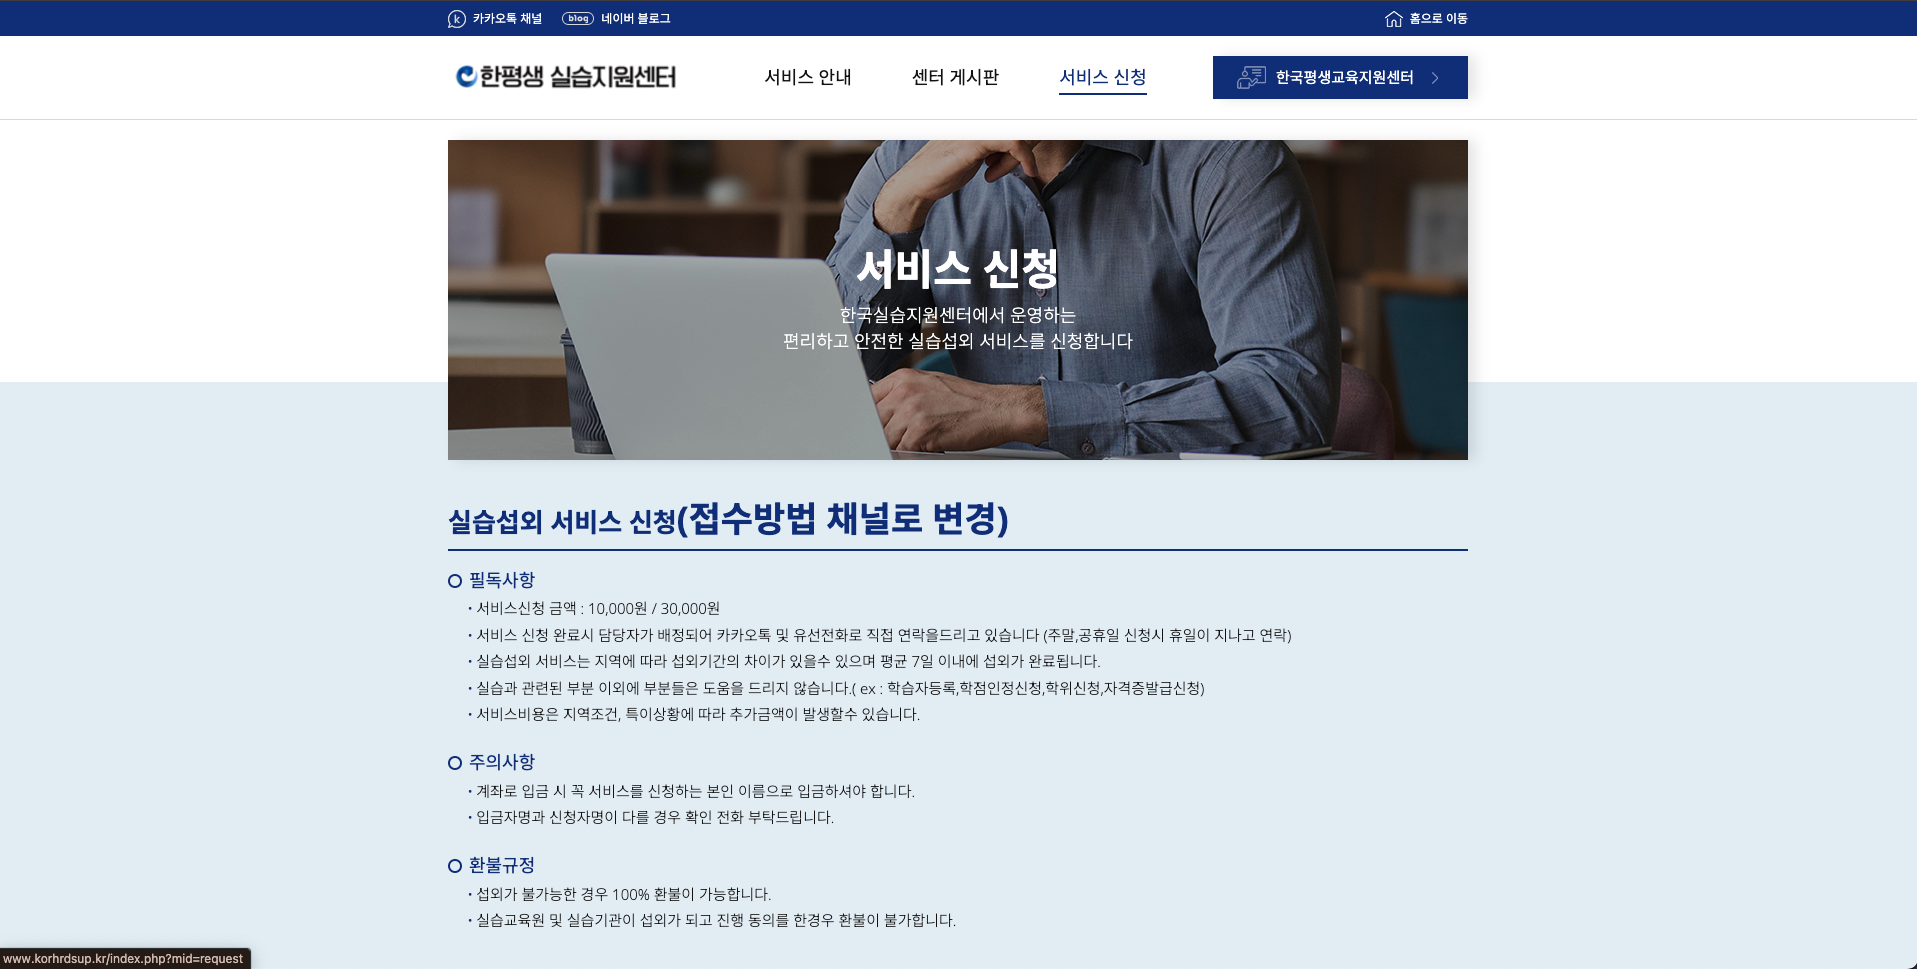 카카오톡 채널
blog 네이버 블로그
홈으로 이동
한평생 실습지원센터
서비스 안내
센터 게시판
서비스 신청
한국평생교육지원센터
서비스 신청
한국실습지원센터에서 운영하는
편리하고 안전한 실습섭외 서비스를 신청합니다
실습섭외 서비스 신청(접수방법 채널로 변경)
필독사항
• 서비스신청 금액 : 10,000원 / 30,000원
• 서비스 신청 완료시 담당자가 배정되어 카카오톡 및 유선전화로 직접 연락을드리고 있습니다 (주말,공휴일 신청시 휴일이 지나고 연락)
• 실습섭외 서비스는 지역에 따라 섭외기간의 차이가 있을수 있으며 평균 7일 이내에 섭외가 완료됩니다.
• 실습과 관련된 부분 이외에 부분들은 도움을 드리지 않습니다.( ex : 학습자등록,학점인정신청,학위신청,자격증발급신청)
• 서비스비용은 지역조건, 특이상황에 따라 추가금액이 발생할수 있습니다.
주의사항
• 계좌로 입금 시 꼭 서비스를 신청하는 본인 이름으로 입금하셔야 합니다.
• 입금자명과 신청자명이 다를 경우 확인 전화 부탁드립니다.
환불규정
• 섭외가 불가능한 경우 100% 환불이 가능합니다.
• 실습교육원 및 실습기관이 섭외가 되고 진행 동의를 한경우 환불이 불가합니다.
www.korhrdsup.kr/index.php?mid=request